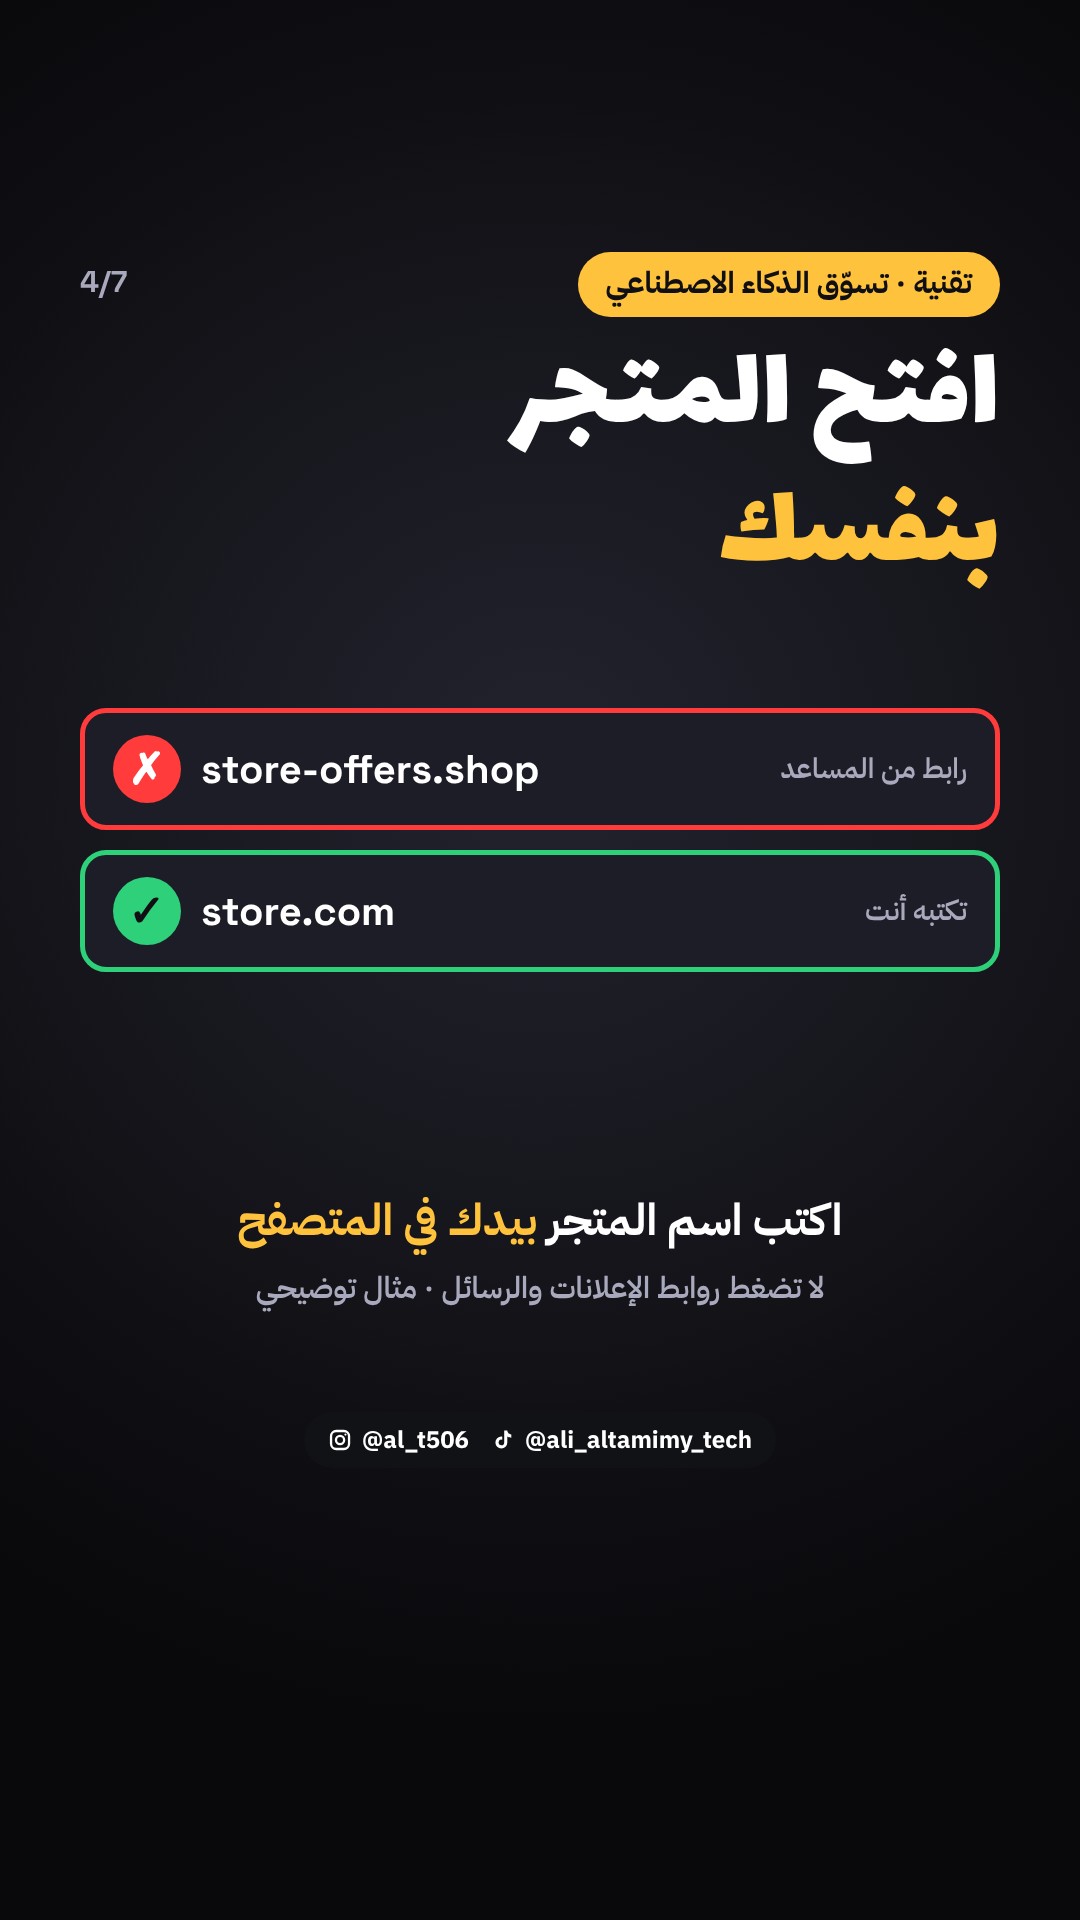 تقنية · تسوّق الذكاء الاصطناعي
4/7
افتح المتجر
بنفسك
رابط من المساعد
store-offers.shop ✗
تكتبه أنت
store.com ✓
اكتب اسم المتجر بيدك في المتصفح
لا تضغط روابط الإعلانات والرسائل · مثال توضيحي
@al_t506 @ali_altamimy_tech